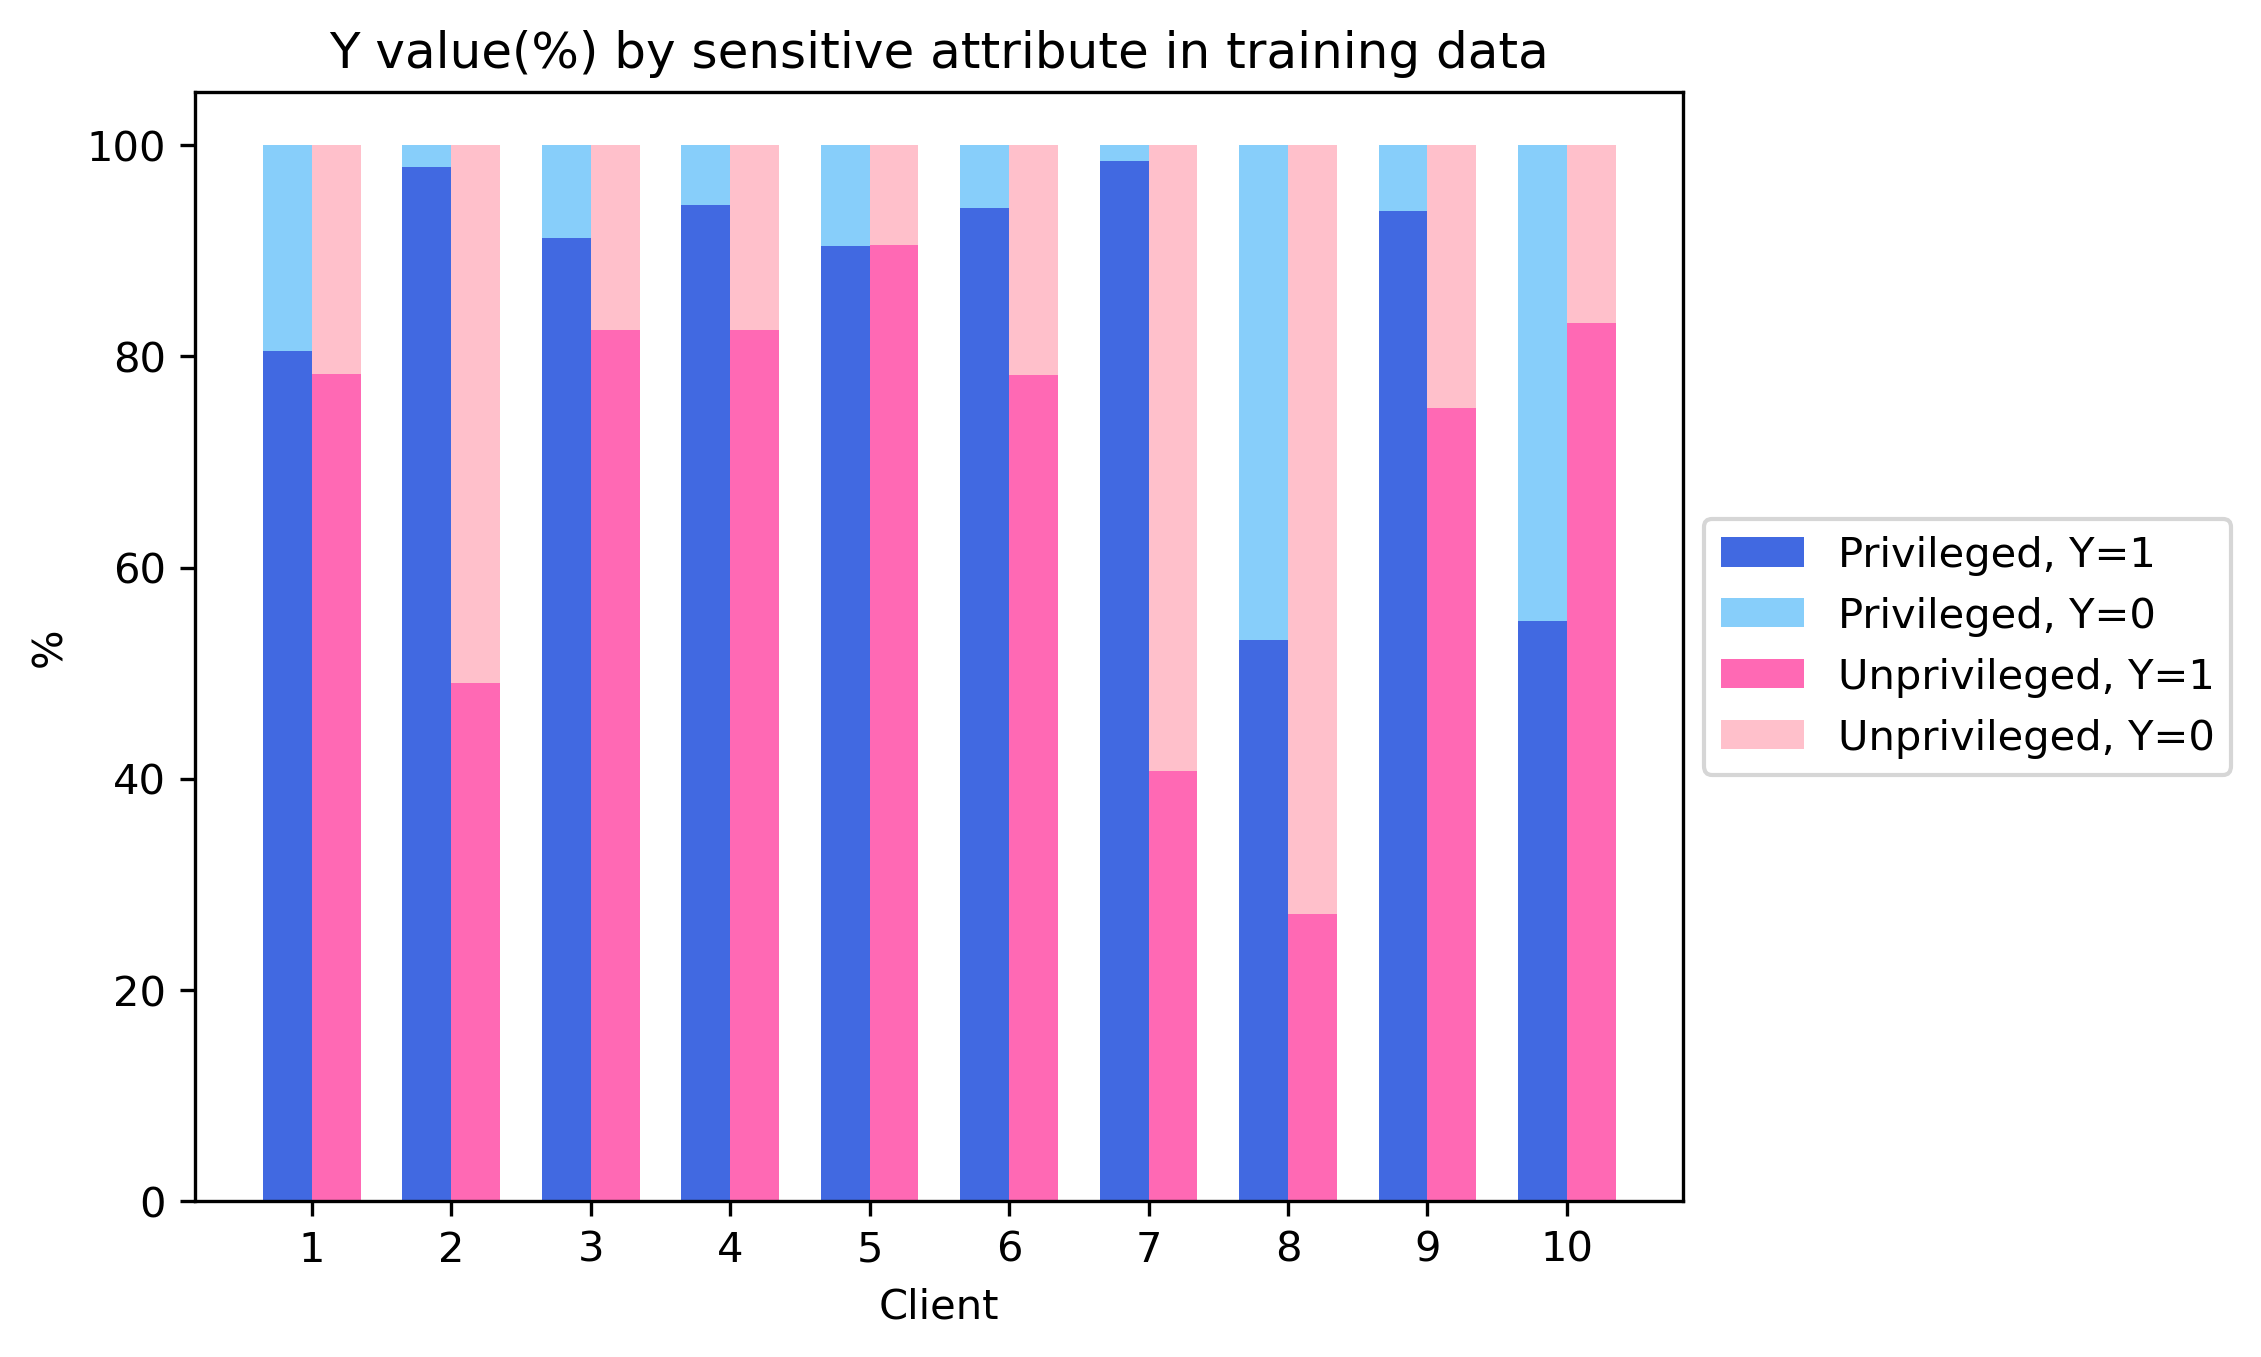 Y value(%) by sensitive attribute in training data
100
80
60
40
20
0
%
1 2 3 4 5 6 7 8 9 10
Client
Privileged, Y=1
Privileged, Y=0
Unprivileged, Y=1
Unprivileged, Y=0